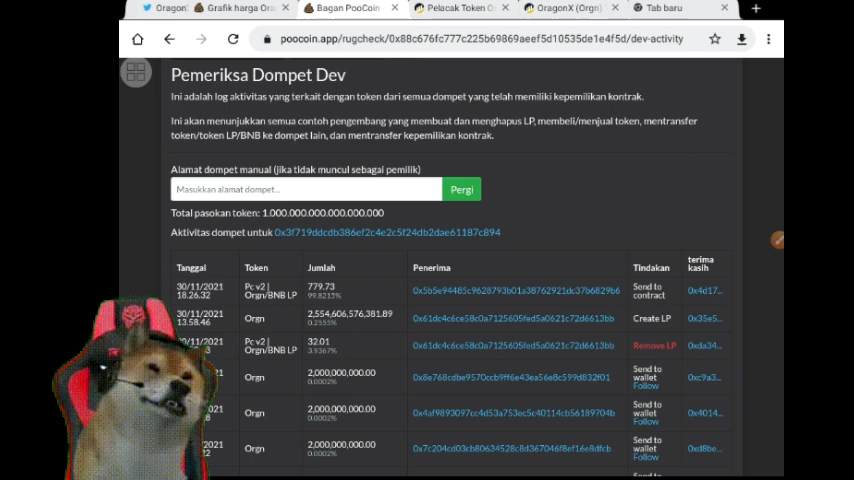 Orago
Grafik harga Ora
Bagan PooCoin
Pelacak Token O
OragonX (Orgn)
Tab baru
poocoin.app/rugcheck/0x88c676fc777c225b69869aeef5d10535de1e4f5d/dev-activity
Pemeriksa Dompet Dev
Ini adalah log aktivitas yang terkait dengan token dari semua dompet yang telah memiliki kepemilikan kontrak.
Ini akan menunjukkan semua contoh pengembang yang membuat dan menghapus LP, membeli/menjual token, mentransfer
token/token LP/BNB ke dompet lain, dan mentransfer kepemilikan kontrak.
Alamat dompet manual (jika tidak muncul sebagai pemilik)
Masukkan alamat dompet...
Pergi
Total pasokan token: 1.000.000.000.000.000.000
Aktivitas dompet untuk 0x3f719ddcdb386ef2c4e2c5f24db2dae61187c894
Tanggal Token Jumlah Penerima Tindakan terima kasih
30/11/2021 18.26.32 Pc v2 | Orgn/BNB LP 779.73 99.8215% 0x5b5e94485c9628793b01a38762921dc37b6829b6 Send to contract 0x4d17...
30/11/2021 13.58.46 Orgn 2,554,606,576,381.89 0.2555% 0x61dc4c6ce58c0a7125605fed5a0621c72d6613bb Create LP 0x35e5...
/11/2021 Pc v2 | Orgn/BNB LP 32.01 3.9367% 0x61dc4c6ce58c0a7125605fed5a0621c72d6613bb Remove LP 0xda34...
2021 Orgn 2,000,000,000.00 0.0002% 0x8e768cdbe9570ccb9ff6e43ea56e8c599d832f01 Send to wallet Follow 0xc9a3...
2021 Orgn 2,000,000,000.00 0.0002% 0x4af9893097cc4d53a753ec5c40114cb56189704b Send to wallet Follow 0x4014...
2021 Orgn 2,000,000,000.00 0.0002% 0x7c204cd03cb80634528c8d367046f8ef16e8dfcb Send to wallet Follow 0xd8be...